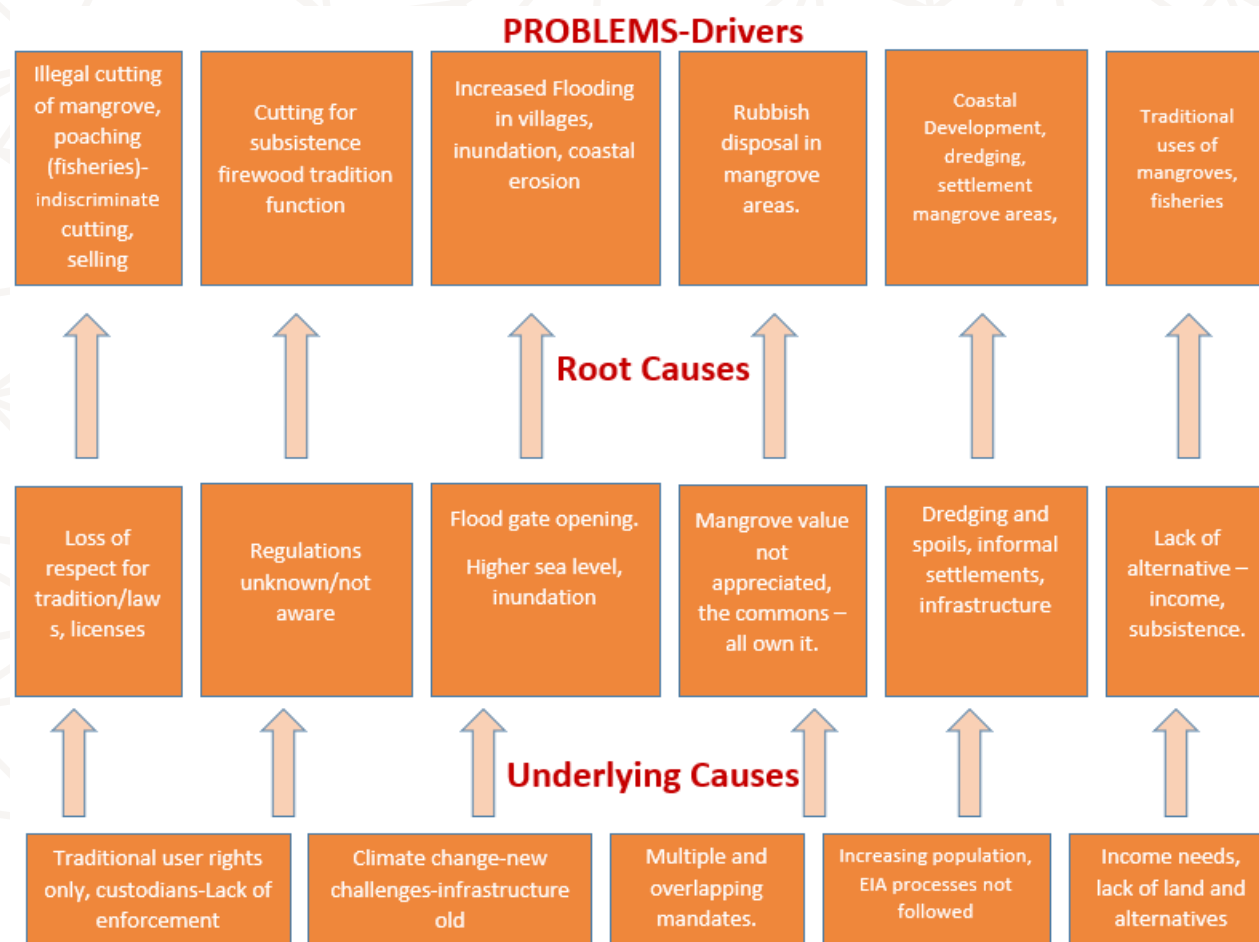 PROBLEMS-Drivers
Illegal cutting
of mangrove,
poaching
(fisheries)-
indiscriminate
cutting,
selling
Cutting for
subsistence
firewood tradition
function
Increased Flooding
in villages,
inundation, coastal
erosion
Rubbish
disposal in
mangrove
areas.
Coastal
Development,
dredging,
settlement
mangrove areas,
Traditional
uses of
mangroves,
fisheries
Root Causes
Loss of
respect for
tradition/law
s, licenses
Regulations
unknown/not
aware
Flood gate opening.
Higher sea level,
inundation
Mangrove value
not
appreciated,
the commons –
all own it.
Dredging and
spoils, informal
settlements,
infrastructure
Lack of
alternative –
income,
subsistence.
Underlying Causes
Traditional user rights
only, custodians-Lack of
enforcement
Climate change-new
challenges-infrastructure
old
Multiple and
overlapping
mandates.
Increasing population,
EIA processes not
followed
Income needs,
lack of land and
alternatives